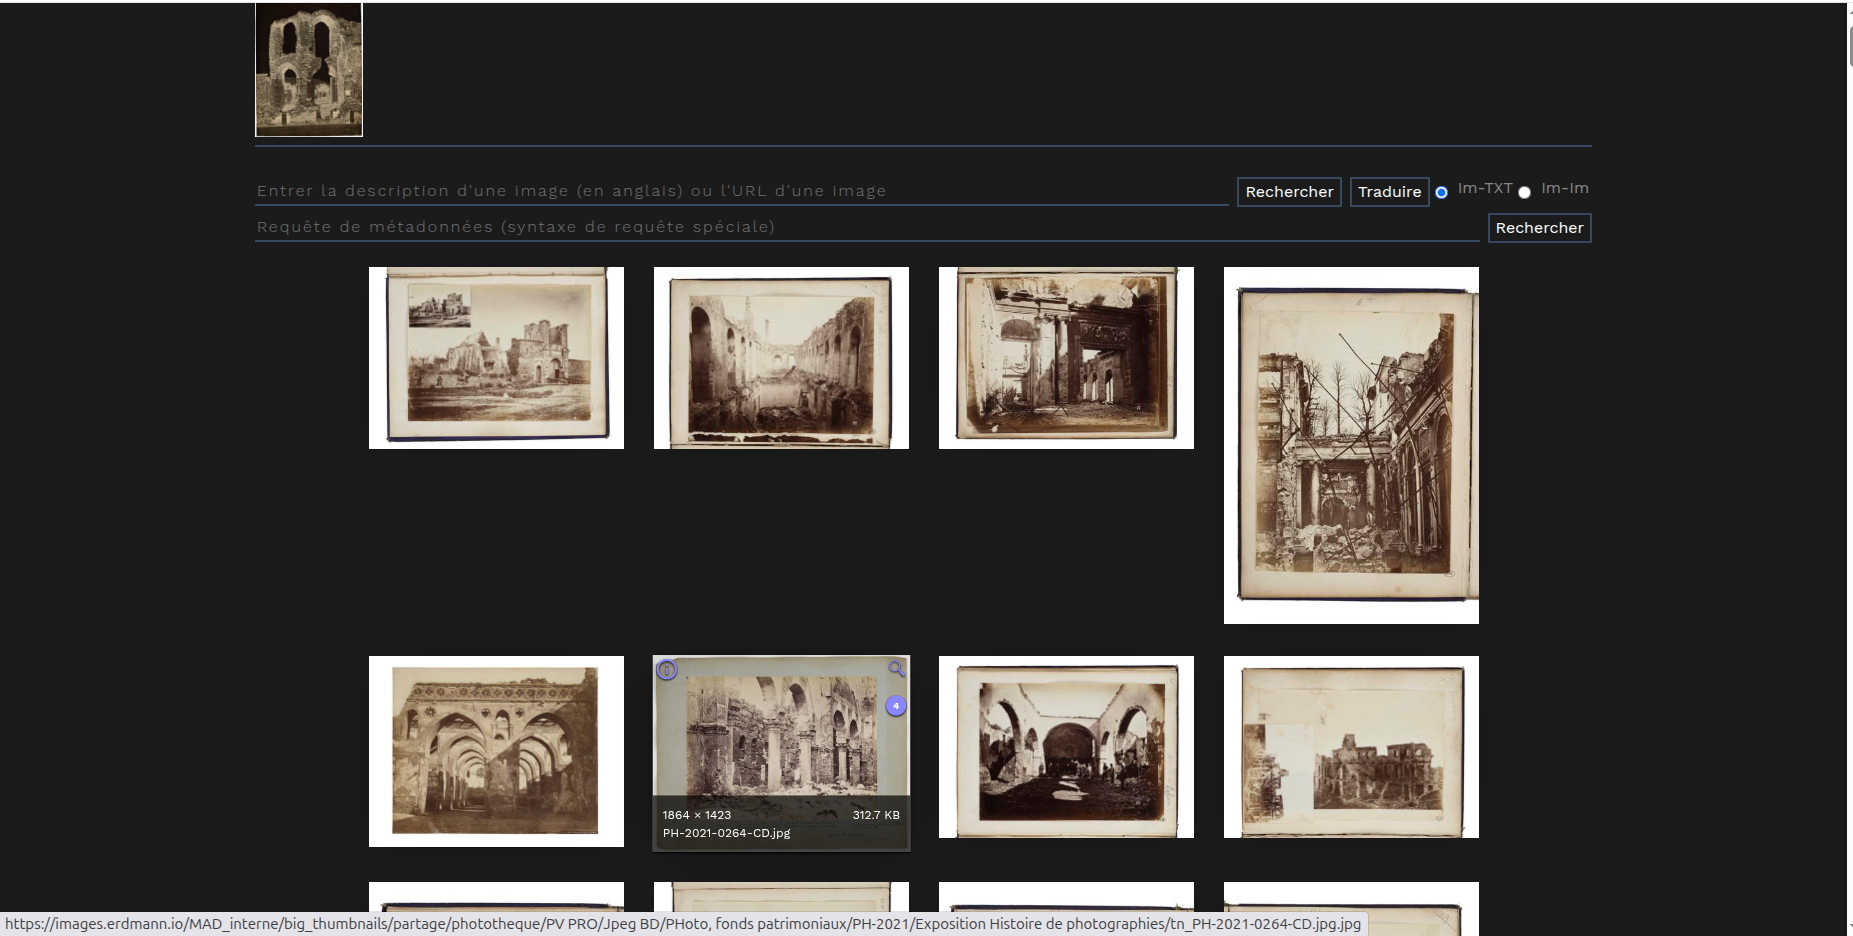 Entrer la description d'une image (en anglais) ou l'URL d'une image
Rechercher
Traduire
Im-TXT
Im-Im
Requête de métadonnées (syntaxe de requête spéciale)
Rechercher
4
1864 × 1423
312.7 KB
PH-2021-0264-CD.jpg
https://images.erdmann.io/MAD_interne/big_thumbnails/partage/phototheque/PV PRO/Jpeg BD/PHoto, fonds patrimoniaux/PH-2021/Exposition Histoire de photographies/tn_PH-2021-0264-CD.jpg.jpg